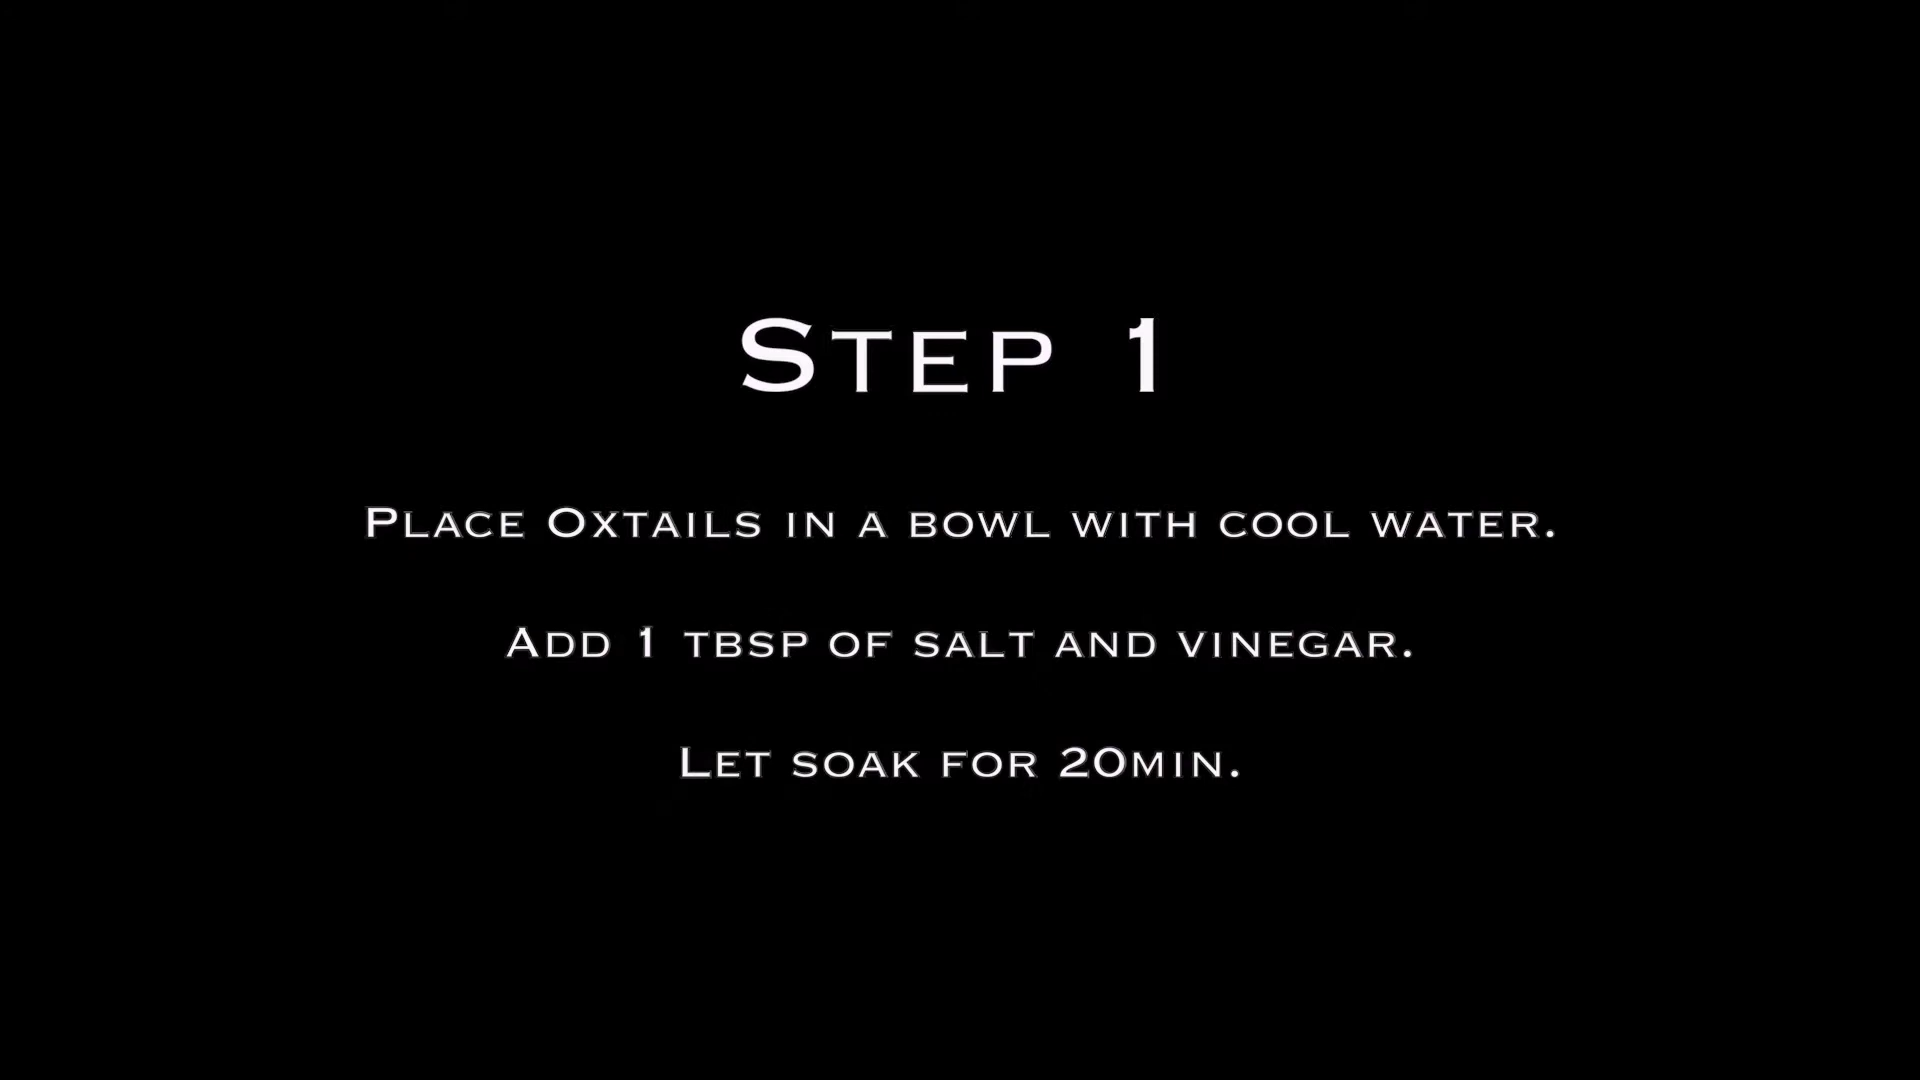 Step 1
Place Oxtails in a bowl with cool water.
Add 1 tbsp of salt and vinegar.
Let soak for 20min.